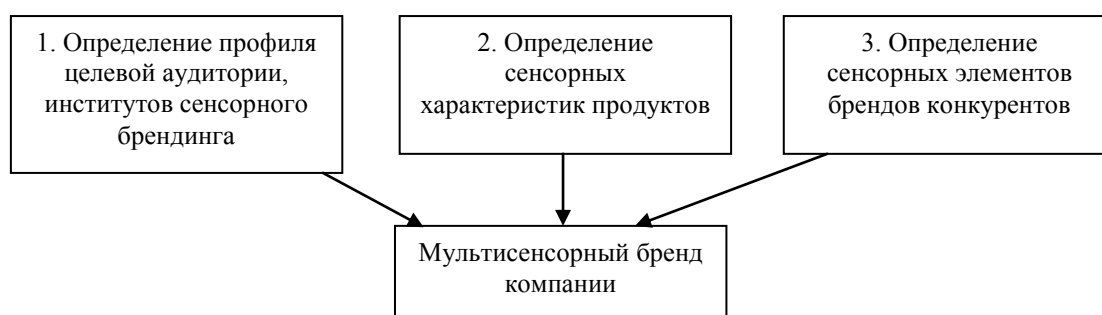 1. Определение профиля
целевой аудитории,
институтов сенсорного
брендинга
2. Определение
сенсорных
характеристик продуктов
3. Определение
сенсорных элементов
брендов конкурентов
Мультисенсорный бренд
компании